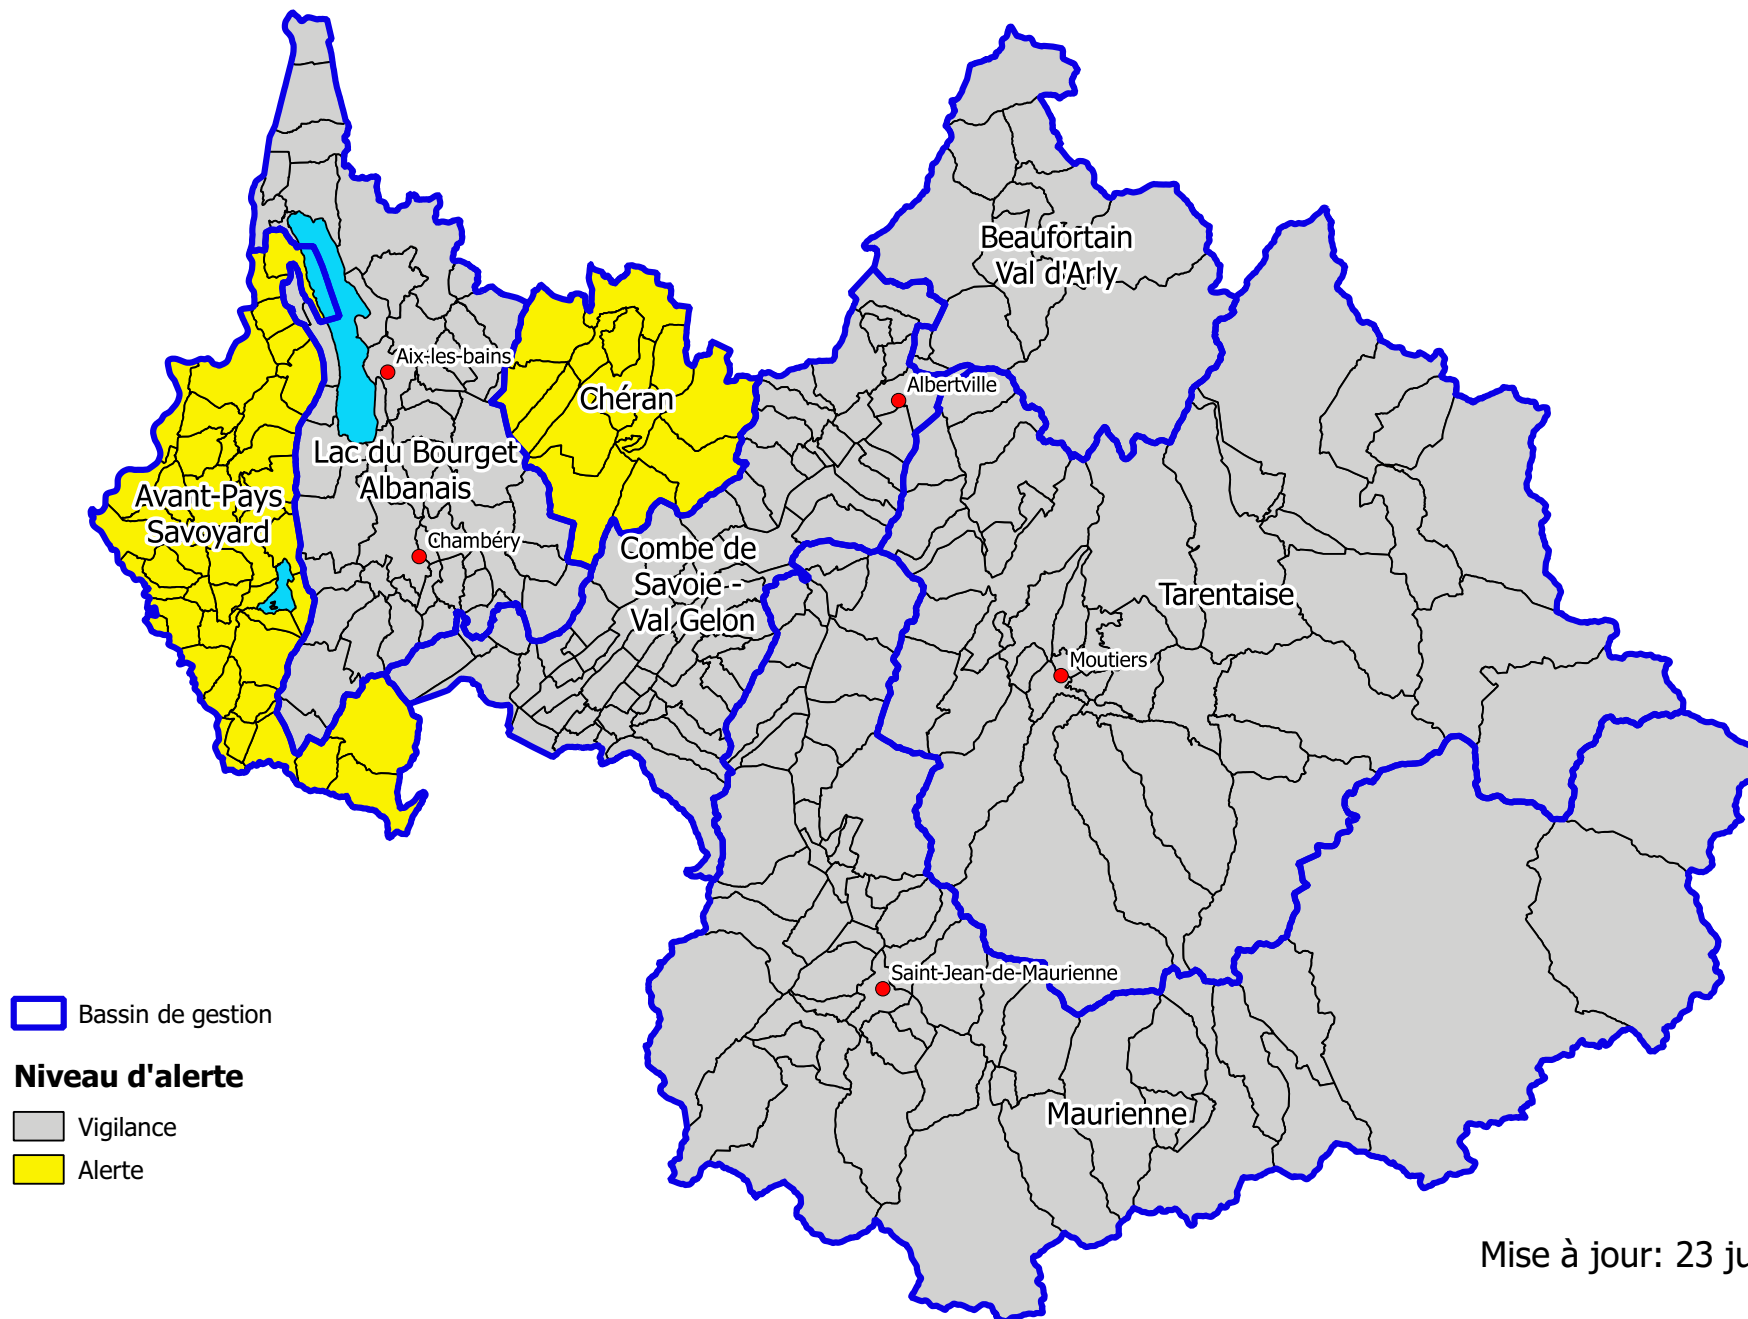 Beaufortain
Val d'Arly
Aix-les-bains
Albertville
Chéran
Lac du Bourget
Albanais
Avant-Pays
Savoyard
Chambéry
Combe de
Savoie -
Val Gelon
Tarentaise
Moutiers
Saint-Jean-de-Maurienne
Maurienne
Bassin de gestion
Niveau d'alerte
Vigilance
Alerte
Mise à jour: 23